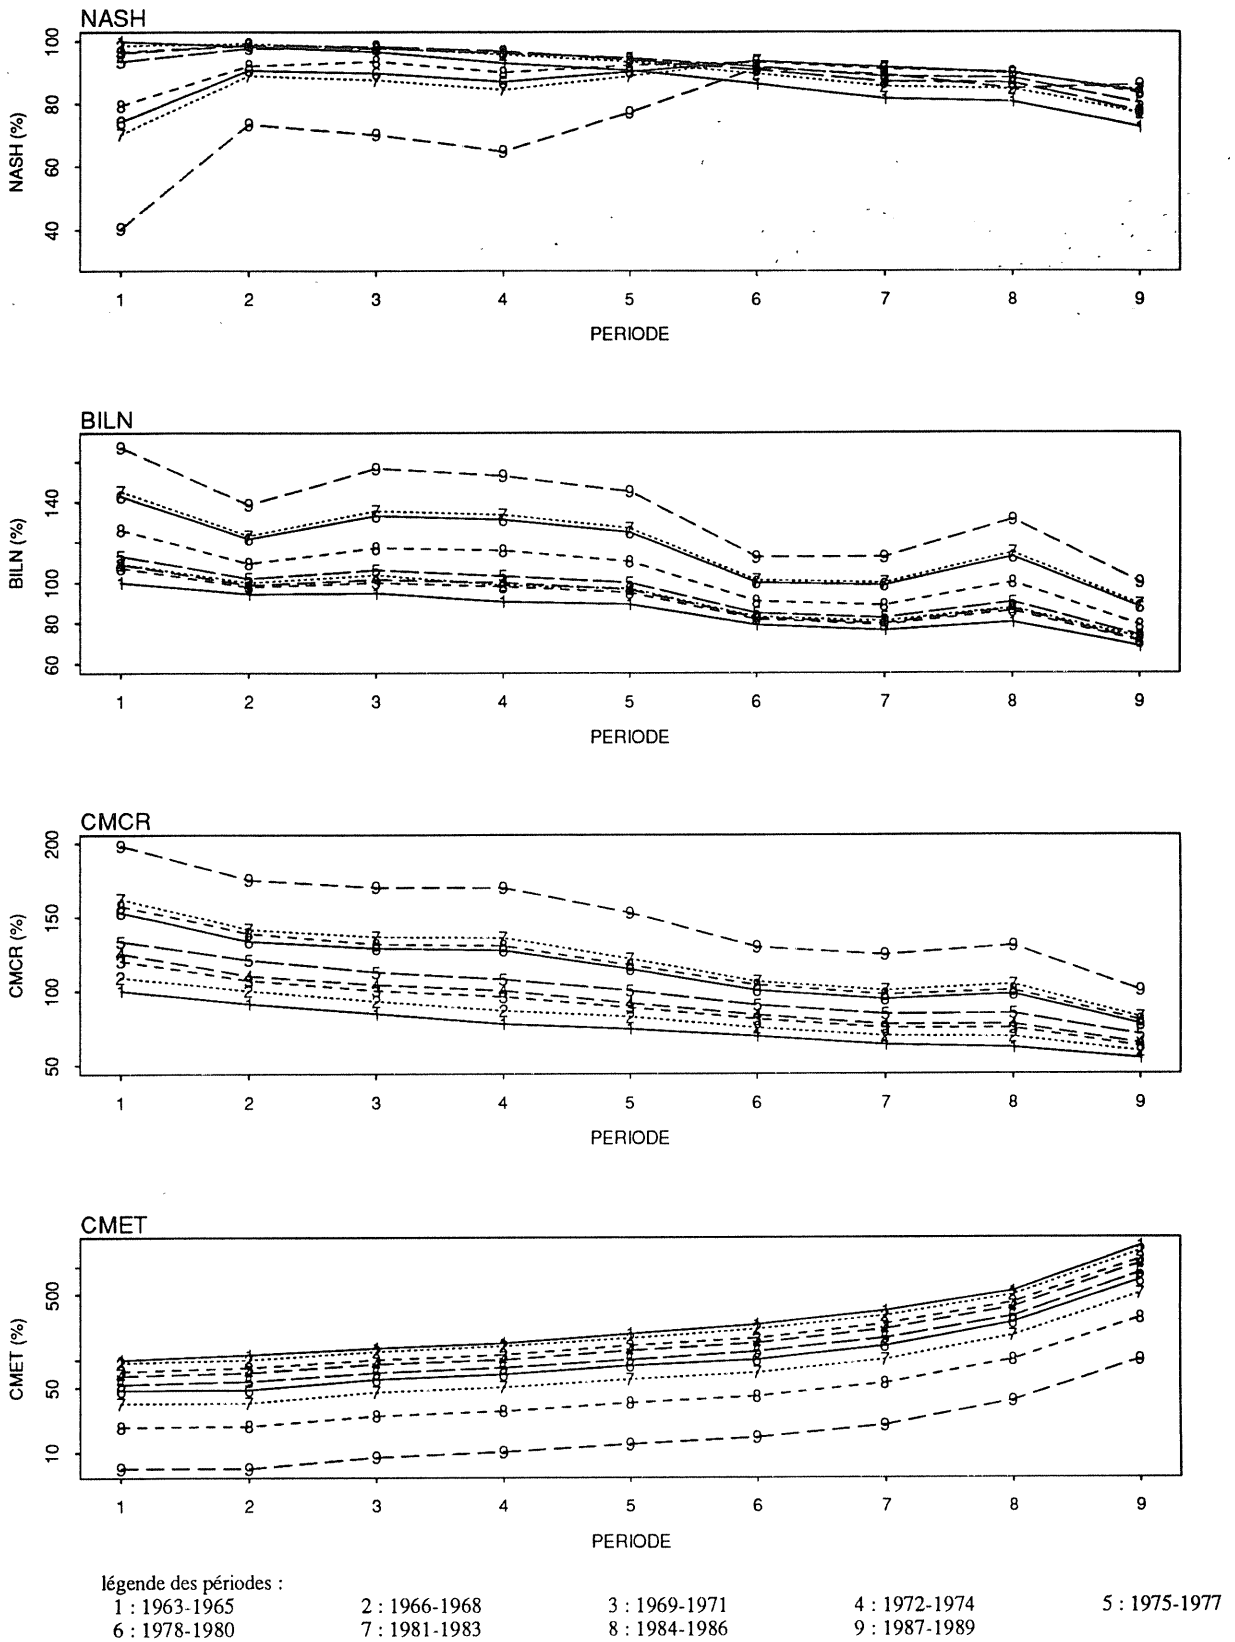 NASH
NASH (%)
100
80
60
40
1 2 3 4 5 6 7 8 9
PERIODE
BILN
BILN (%)
140
100
80
60
1 2 3 4 5 6 7 8 9
PERIODE
CMCR
CMCR (%)
200
150
100
50
1 2 3 4 5 6 7 8 9
PERIODE
CMET
CMET (%)
500
50
10
1 2 3 4 5 6 7 8 9
PERIODE
légende des périodes :
1 : 1963-1965 2 : 1966-1968 3 : 1969-1971 4 : 1972-1974 5 : 1975-1977
6 : 1978-1980 7 : 1981-1983 8 : 1984-1986 9 : 1987-1989